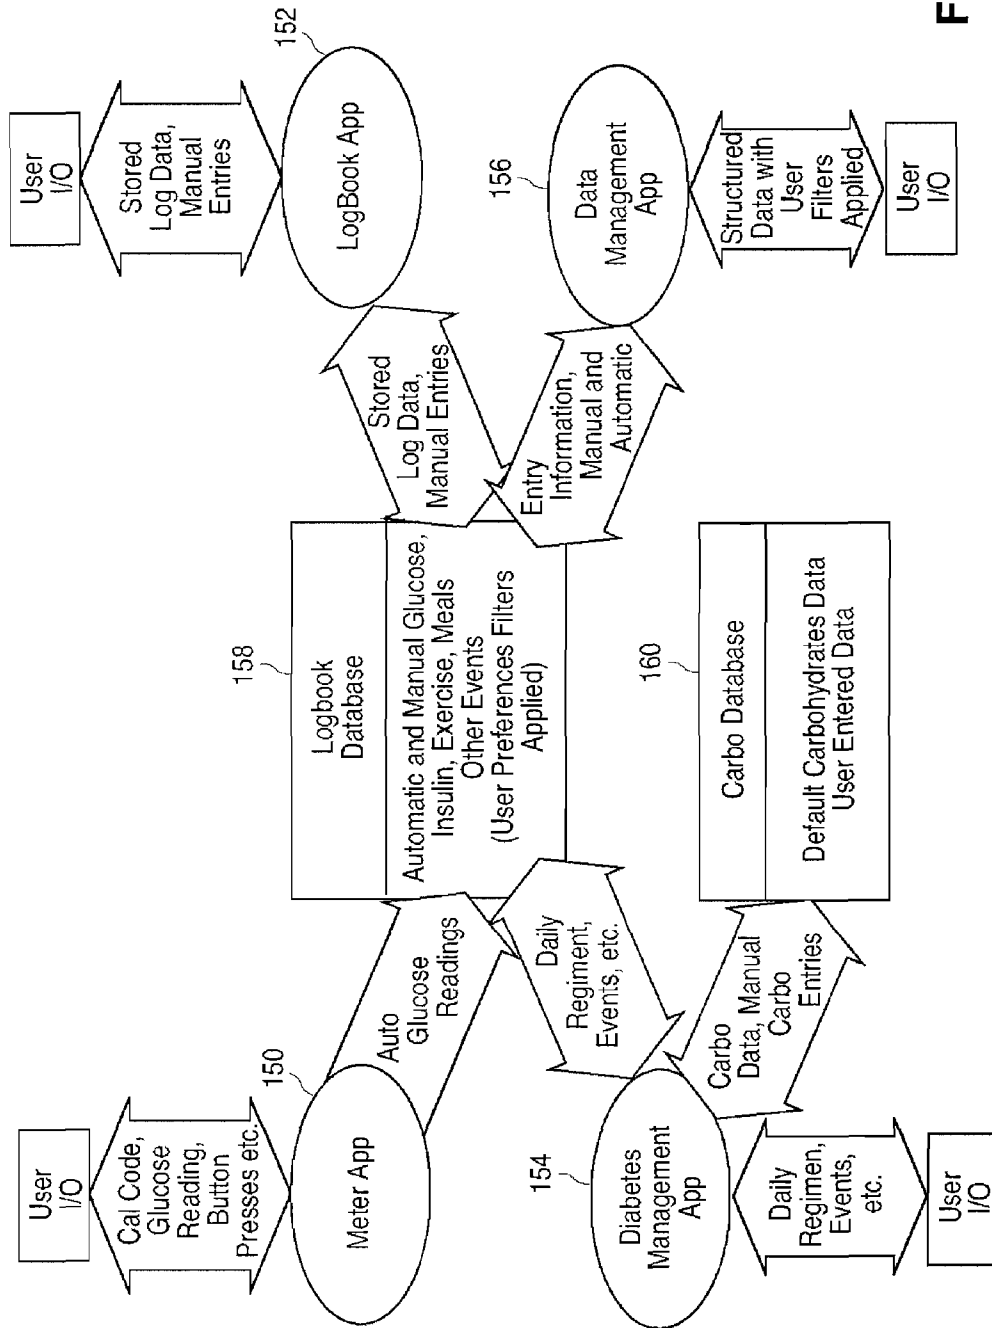 User
I/O
Cal Code,
Glucose
Reading,
Button
Presses etc.
150
Meter App
Auto
Glucose
Readings
158
Logbook
Database
Automatic and Manual Glucose,
Insulin, Exercise, Meals
Other Events
(User Preferences Filters
Applied)
Stored
Log Data,
Manual Entries
152
LogBook App
Stored
Log Data,
Manual
Entries
User
I/O
154
Diabetes
Management
App
Daily
Regiment,
Events, etc.
Daily
Regimen,
Events,
etc.
User
I/O
Carbo
Data, Manual
Carbo
Entries
160
Carbo Database
Default Carbohydrates Data
User Entered Data
Entry
Information,
Manual and
Automatic
156
Data
Management
App
Structured
Data with
User
Filters
Applied
User
I/O
F